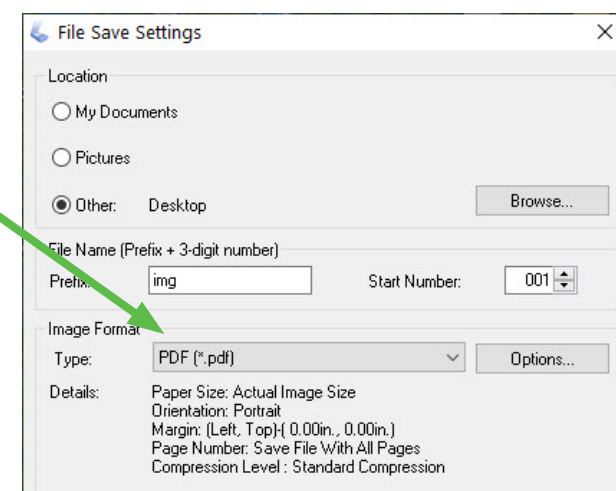 File Save Settings
Location
My Documents
Pictures
Other: Desktop Browse...
File Name (Prefix + 3-digit number)
Prefix: img Start Number: 001
Image Format
Type: PDF (*.pdf) Options...
Details: Paper Size: Actual Image Size
Orientation: Portrait
Margin: (Left, Top)-( 0.00in., 0.00in.)
Page Number: Save File With All Pages
Compression Level : Standard Compression